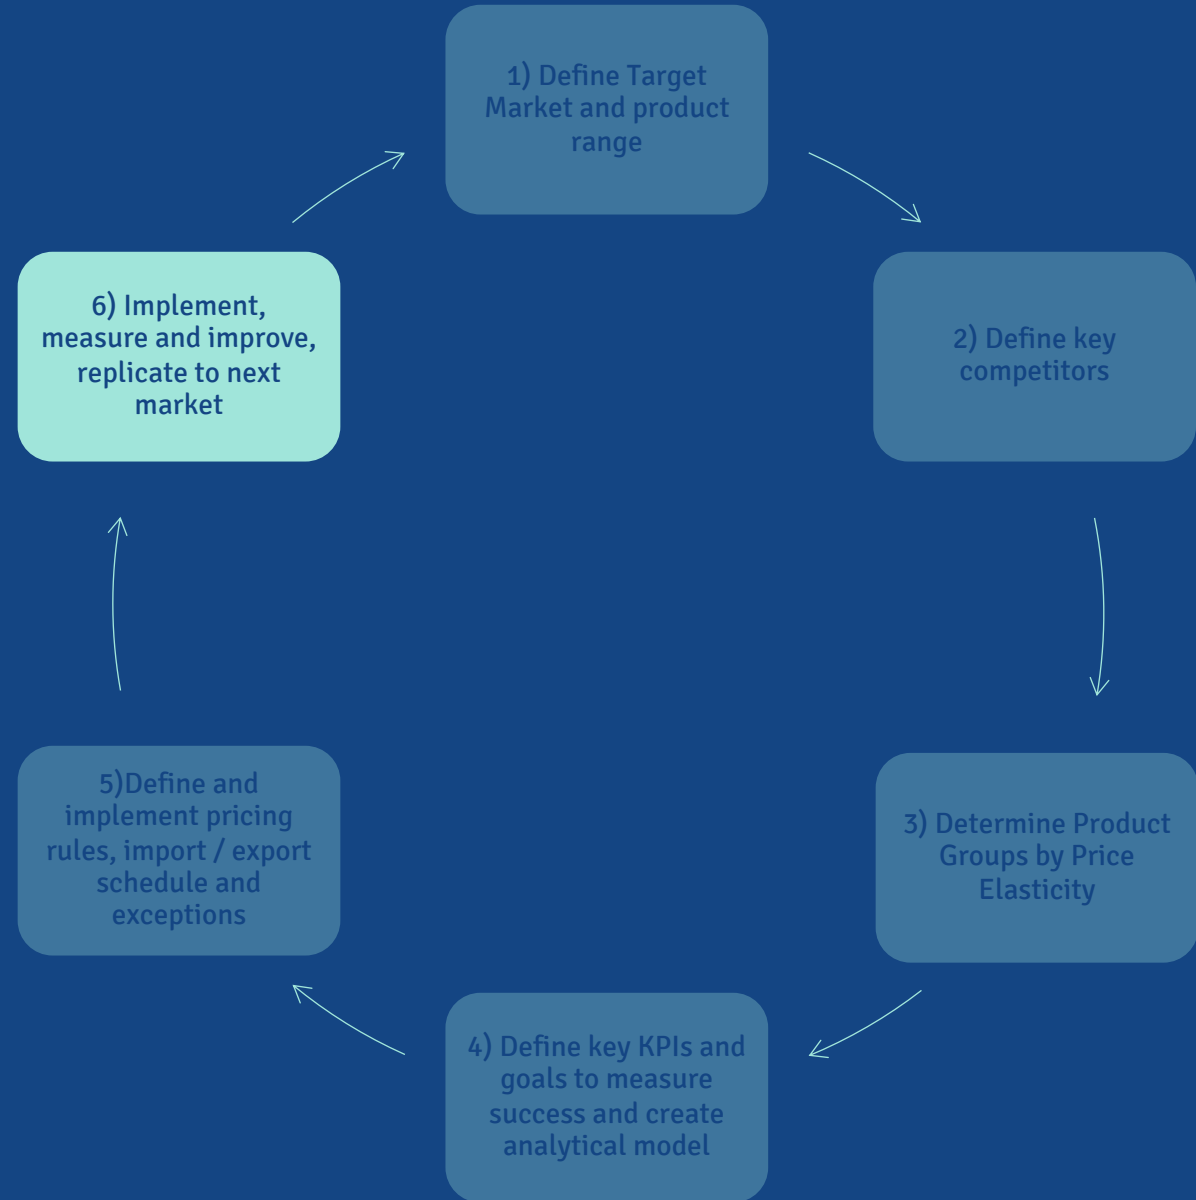 1) Define Target
Market and product
range
2) Define key
competitors
3) Determine Product
Groups by Price
Elasticity
4) Define key KPIs and
goals to measure
success and create
analytical model
5)Define and
implement pricing
rules, import / export
schedule and
exceptions
6) Implement,
measure and improve,
replicate to next
market